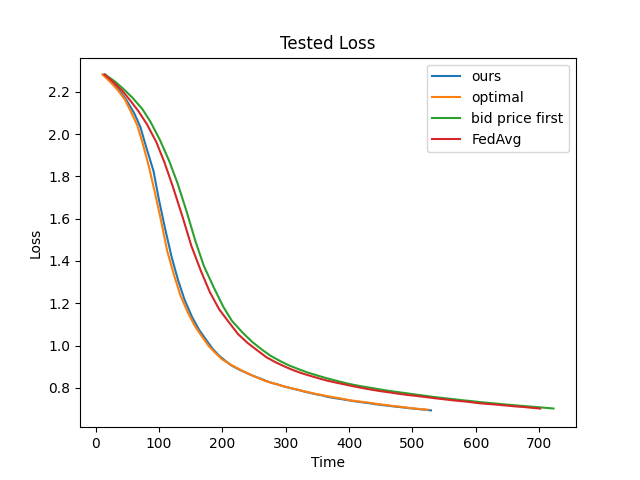 Tested Loss
ours
optimal
bid price first
FedAvg
2.2
2.0
1.8
1.6
1.4
1.2
1.0
0.8
Loss
0 100 200 300 400 500 600 700
Time